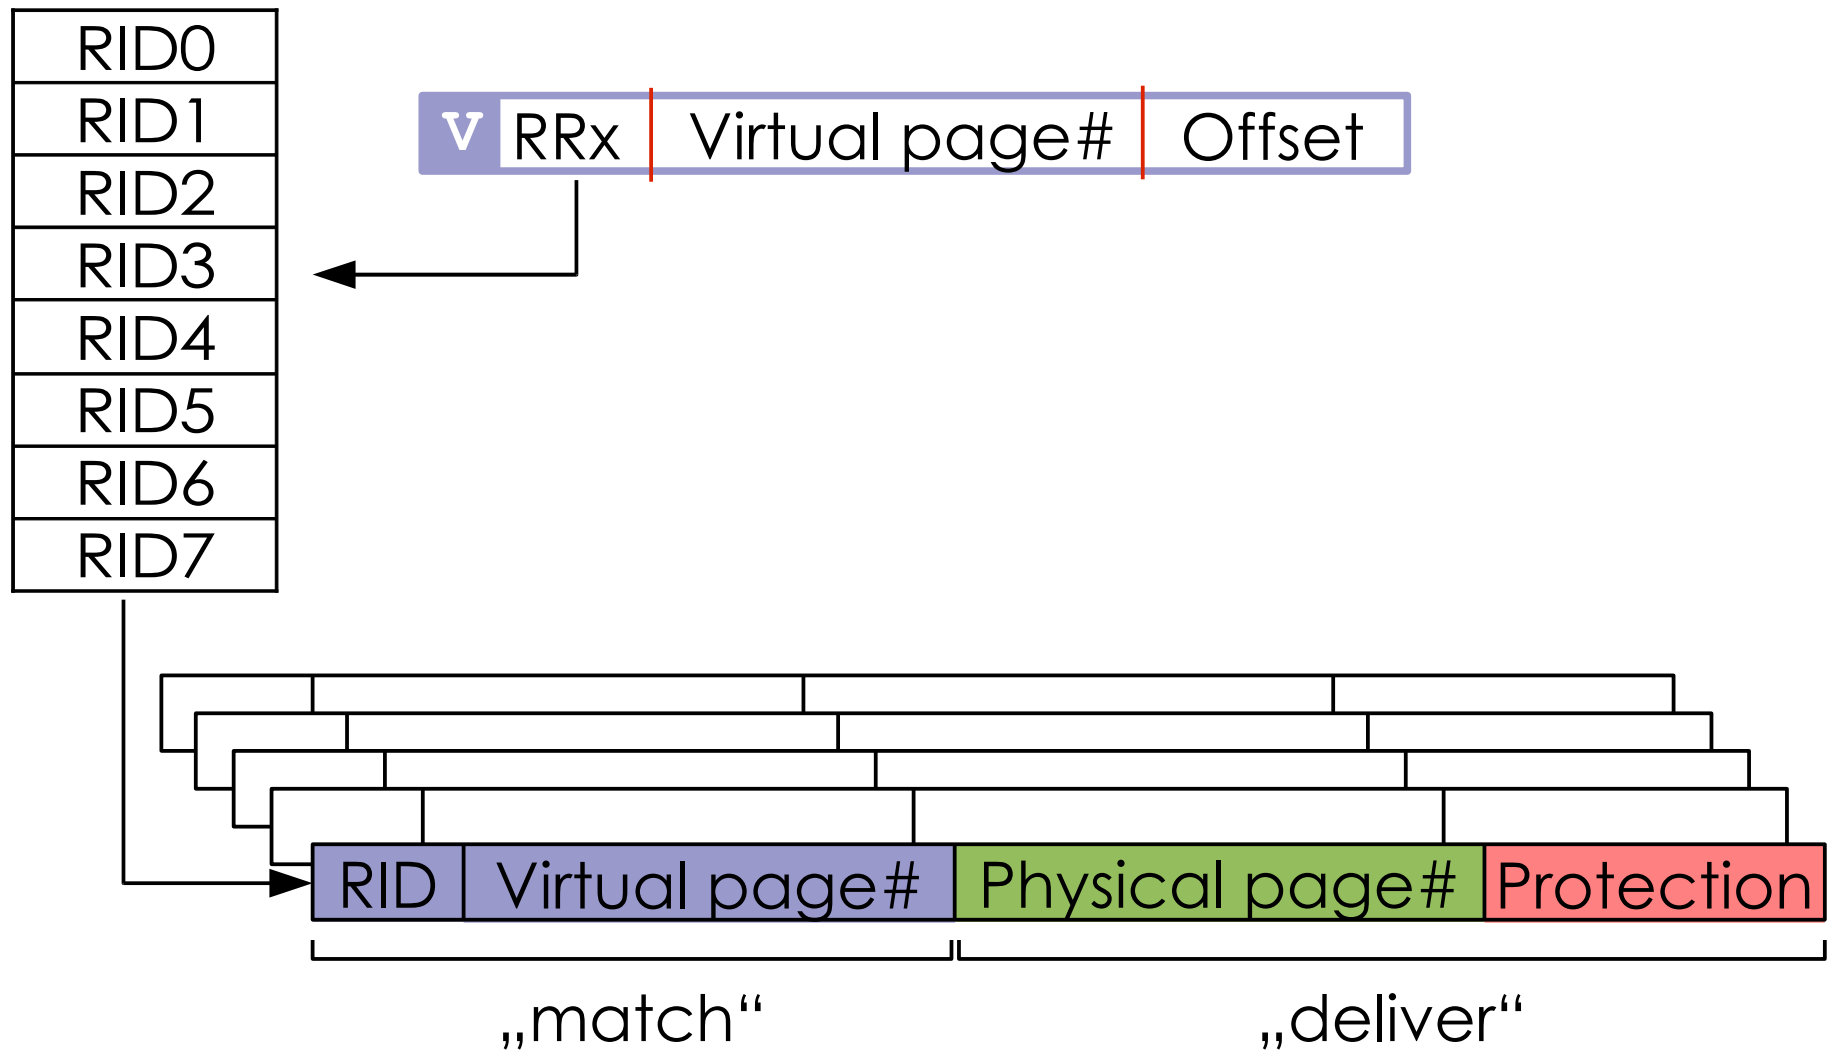 RID0
RID1
RID2
RID3
RID4
RID5
RID6
RID7
v RRx Virtual page# Offset
RID Virtual page# Physical page# Protection
„match“ „deliver“